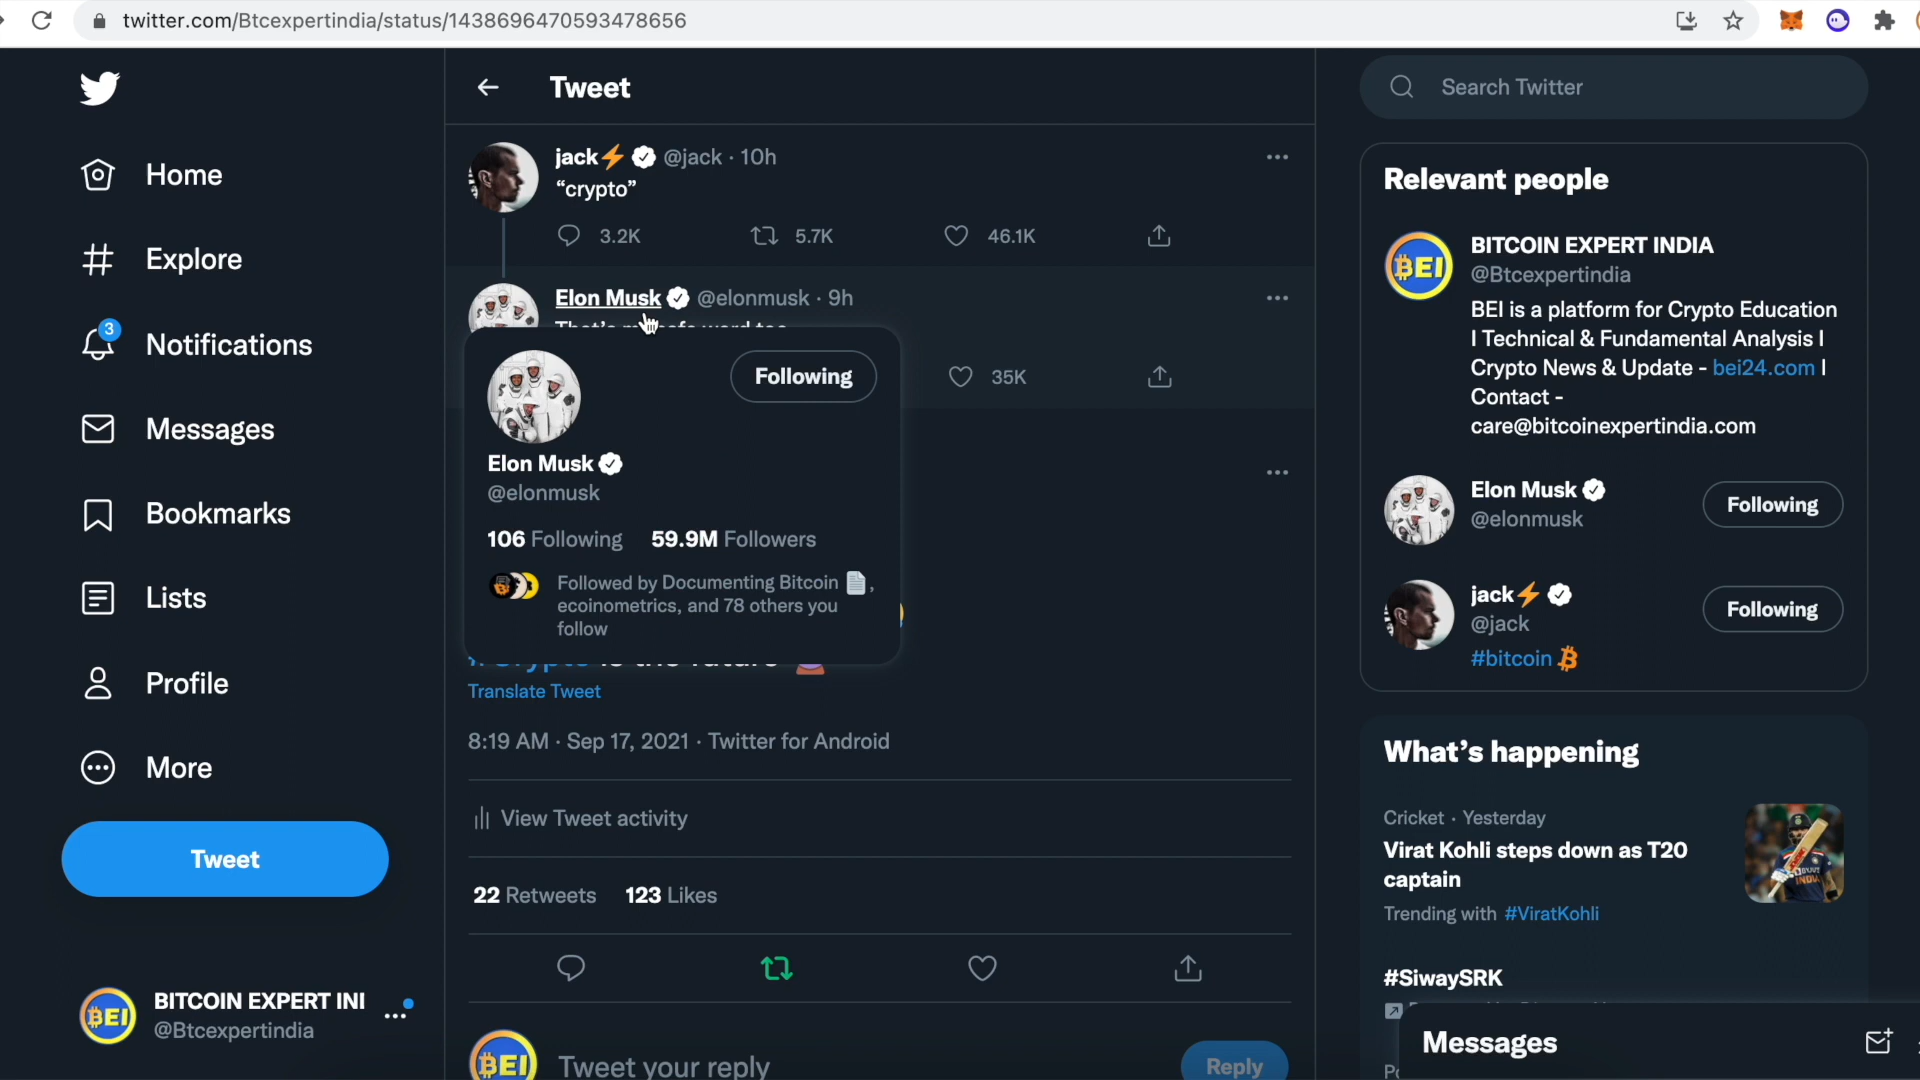 twitter.com/Btcexpertindia/status/1438696470593478656
Tweet
Search Twitter
Home
Explore
3
Notifications
Messages
Bookmarks
Lists
Profile
More
Tweet
BITCOIN EXPERT INI
@Btcexpertindia
jack⚡ @jack · 10h
“crypto”
3.2K 5.7K 46.1K
Elon Musk @elonmusk · 9h
35K
Following
Elon Musk
@elonmusk
106 Following 59.9M Followers
Followed by Documenting Bitcoin 📄,
ecoinometrics, and 78 others you
follow
Translate Tweet
8:19 AM · Sep 17, 2021 · Twitter for Android
View Tweet activity
22 Retweets 123 Likes
BEI
Tweet your reply
Reply
Relevant people
BEI
BITCOIN EXPERT INDIA
@Btcexpertindia
BEI is a platform for Crypto Education
I Technical & Fundamental Analysis I
Crypto News & Update - bei24.com I
Contact -
care@bitcoinexpertindia.com
Elon Musk
@elonmusk
Following
jack⚡
@jack
Following
#bitcoin
What’s happening
Cricket · Yesterday
Virat Kohli steps down as T20
captain
Trending with #ViratKohli
#SiwaySRK
Messages